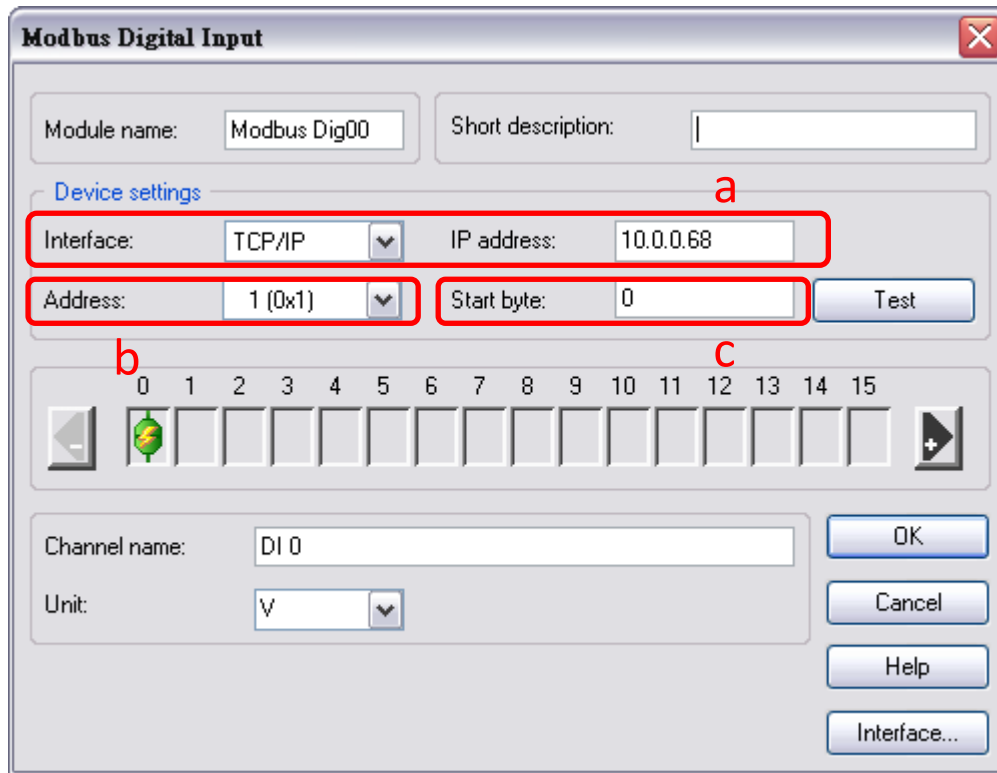 Modbus Digital Input
Module name: Modbus Dig00 Short description:
Device settings
a
Interface: TCP/IP IP address: 10.0.0.68
Address: 1 (0x1) Start byte: 0 Test
b c
0 1 2 3 4 5 6 7 8 9 10 11 12 13 14 15
- +
Channel name: DI 0 OK
Unit: V Cancel
Help
Interface...